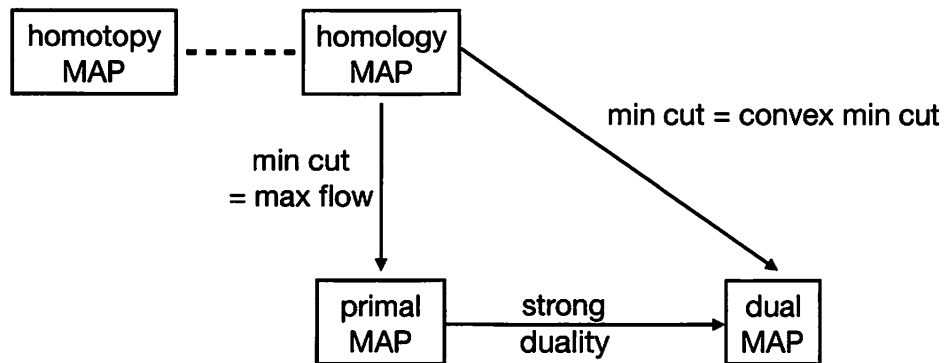 homotopy
MAP
homology
MAP
min cut = convex min cut
min cut
= max flow
primal
MAP
strong
duality
dual
MAP